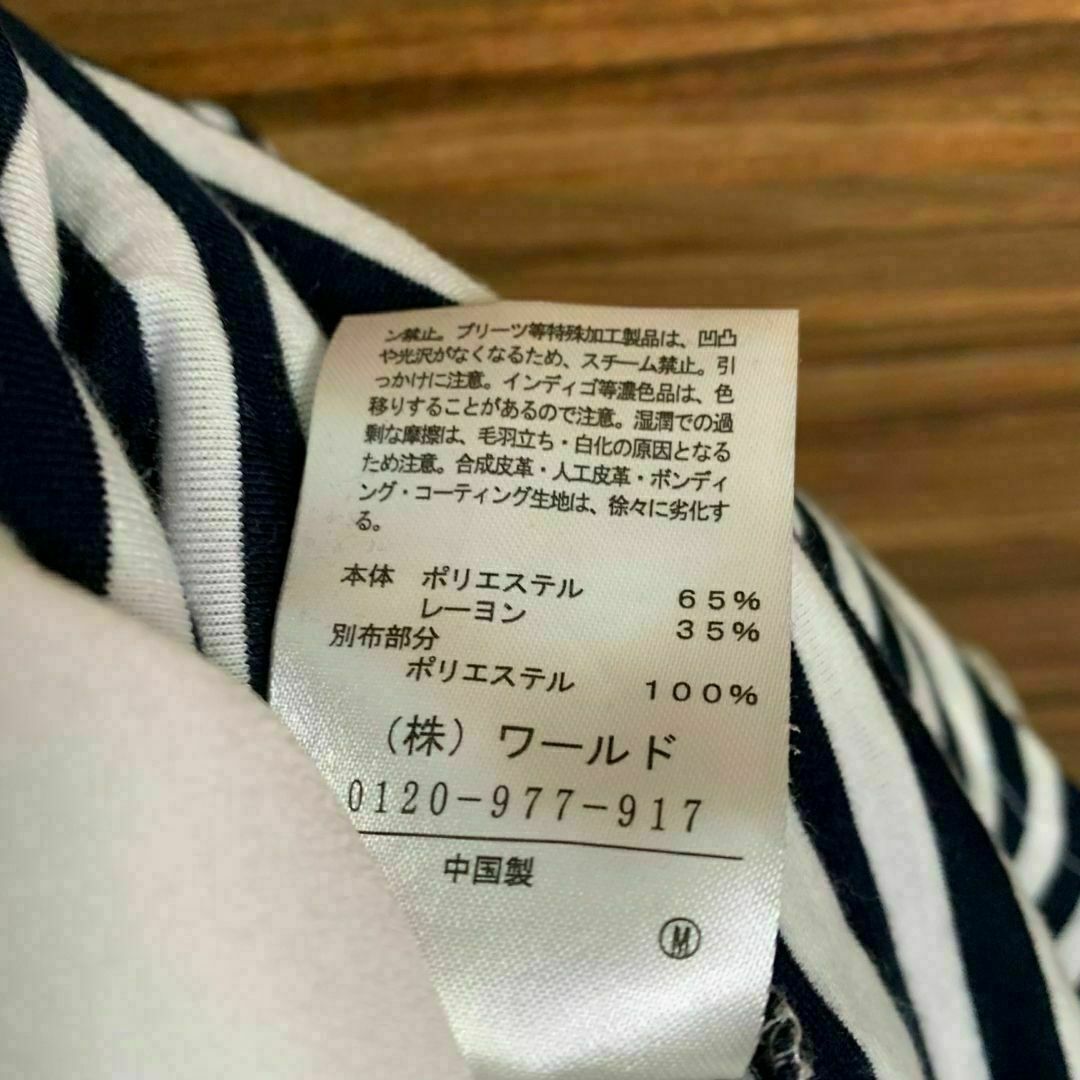 ン禁止。プリーツ等特殊加工製品は、凹凸
や光沢がなくなるため、スチーム禁止。引
っかけに注意。インディゴ等濃色品は、色
移りすることがあるので注意。湿潤での過
剰な摩擦は、毛羽立ち・白化の原因となる
ため注意。合成皮革・人工皮革・ボンディ
ング・コーティング生地は、徐々に劣化す
る。
本体 ポリエステル 65%
レーヨン 35%
別布部分
ポリエステル 100%
(株) ワールド
0120-977-917
中国製
M